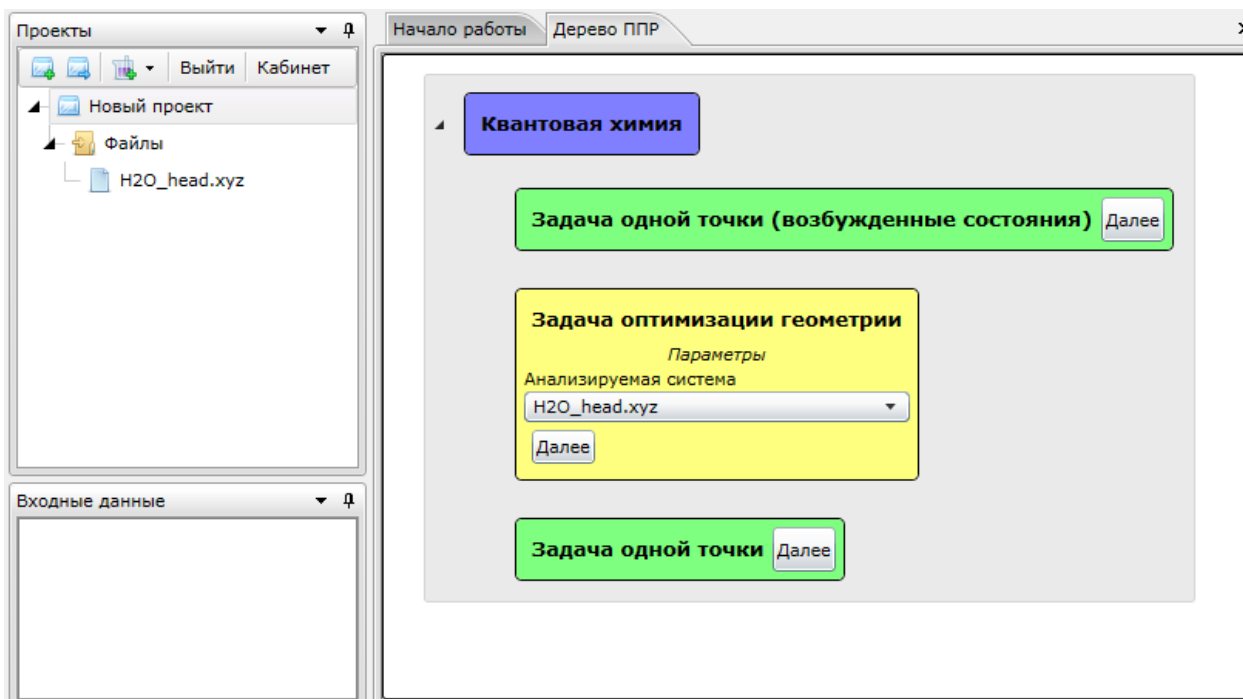 Проекты
Выйти
Кабинет
Новый проект
Файлы
H2O_head.xyz
Входные данные
Начало работы
Дерево ППР
Квантовая химия
Задача одной точки (возбужденные состояния)
Далее
Задача оптимизации геометрии
Параметры
Анализируемая система
H2O_head.xyz
Далее
Задача одной точки
Далее